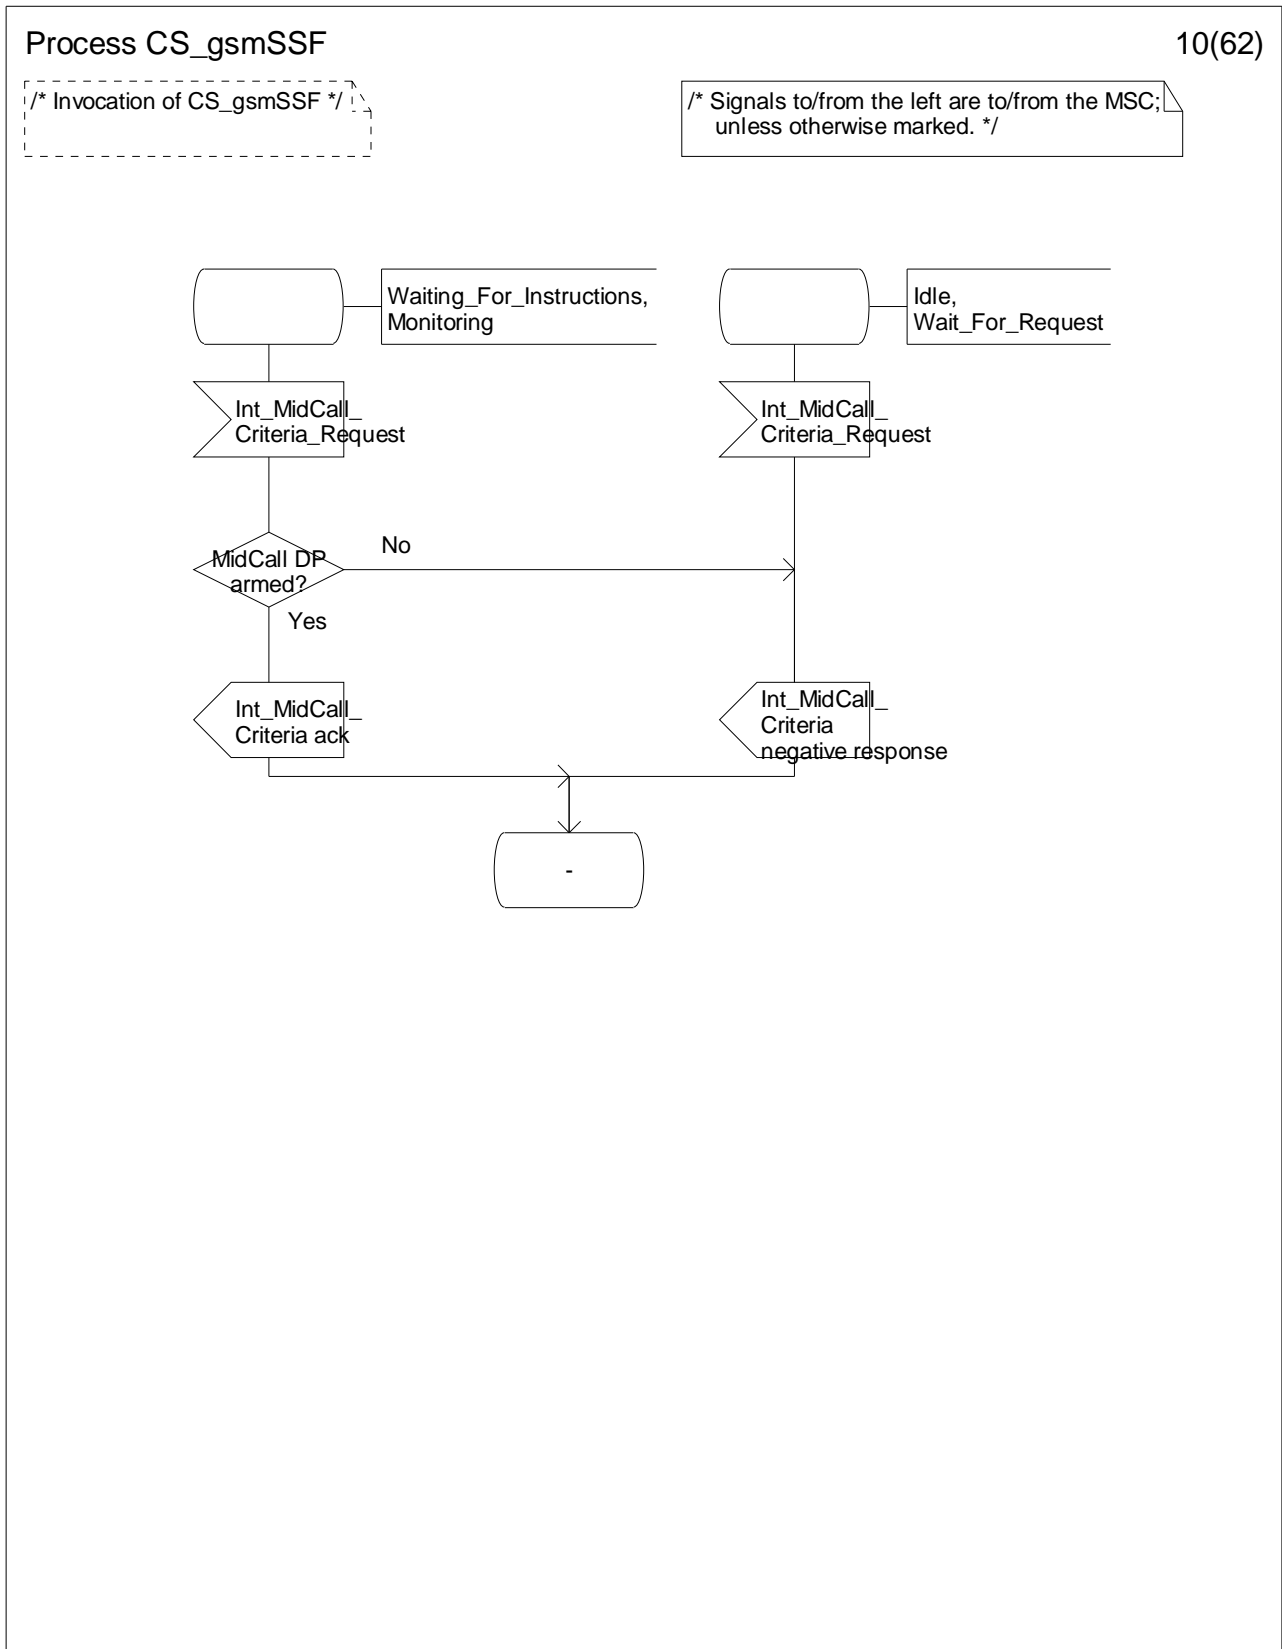 Process CS_gsmSSF
10(62)
/* Invocation of CS_gsmSSF */
/* Signals to/from the left are to/from the MSC;
unless otherwise marked. */
Waiting_For_Instructions,
Monitoring
Idle,
Wait_For_Request
Int_MidCall_
Criteria_Request
Int_MidCall_
Criteria_Request
MidCall DP
armed?
No
Yes
Int_MidCall_
Criteria ack
Int_MidCall_
Criteria
negative response
-